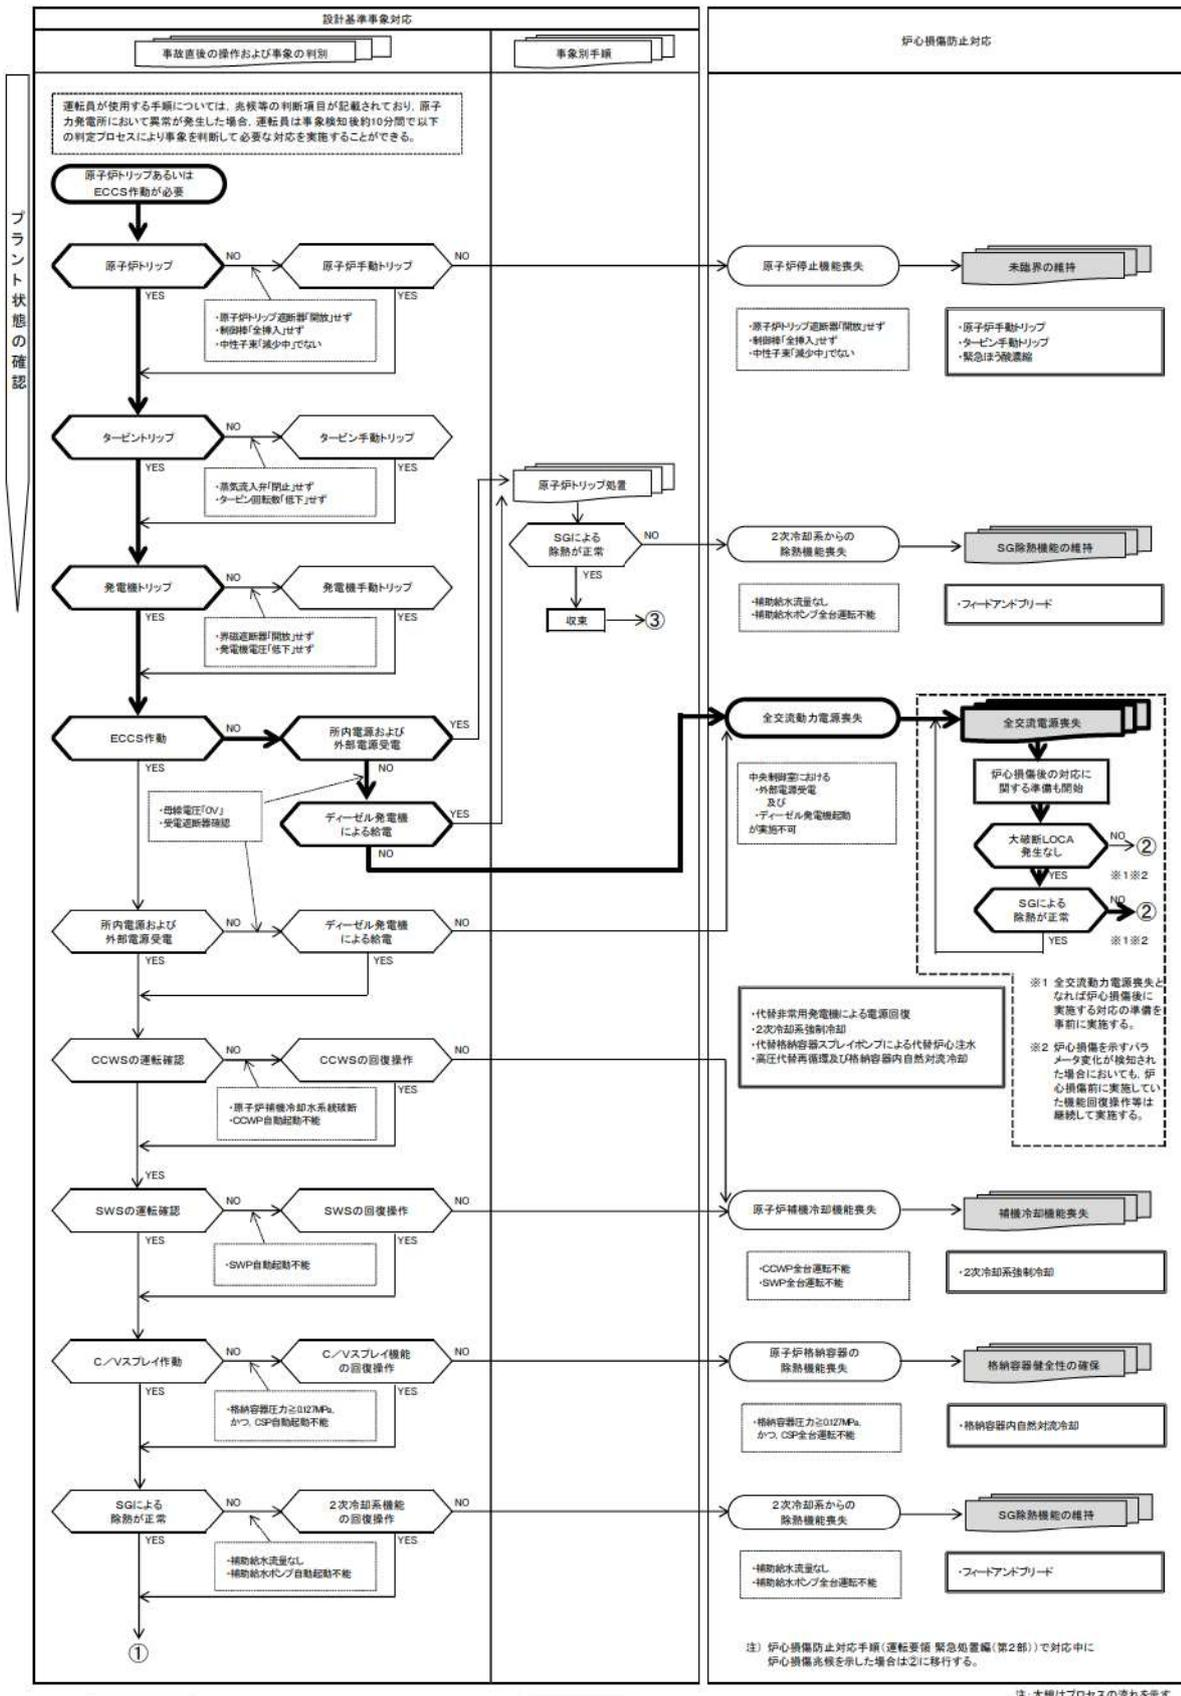 設計基準事象対応
事故直後の操作および事象の判別
事象別手順
炉心損傷防止対応
プラント状態の確認
運転員が使用する手順については、兆候等の判断項目が記載されており、原子
力発電所において異常が発生した場合、運転員は事象検知後約10分間で以下
の判定プロセスにより事象を判断して必要な対応を実施することができる。
原子炉トリップあるいは
ECCS作動が必要
原子炉トリップ
NO
原子炉手動トリップ
NO
原子炉停止機能喪失
未臨界の維持
YES
YES
・原子炉トリップ遮断器「開放」せず
・制御棒「全挿入」せず
・中性子束「減少中」でない
・原子炉トリップ遮断器「開放」せず
・制御棒「全挿入」せず
・中性子束「減少中」でない
・原子炉手動トリップ
・タービン手動トリップ
・緊急ほう酸濃縮
タービントリップ
NO
タービン手動トリップ
YES
YES
・蒸気流入弁「閉止」せず
・タービン回転数「低下」せず
原子炉トリップ処置
SGによる
除熱が正常
NO
2次冷却系からの
除熱機能喪失
SG除熱機能の維持
YES
収束
③
・補助給水流量なし
・補助給水ポンプ全台運転不能
・フィードアンドブリード
発電機トリップ
NO
発電機手動トリップ
YES
YES
・界磁遮断器「開放」せず
・発電機電圧「低下」せず
ECCS作動
NO
所内電源および
外部電源受電
YES
YES
NO
・母線電圧「0V」
・受電遮断器確認
ディーゼル発電機
による給電
YES
NO
全交流動力電源喪失
全交流電源喪失
中央制御室における
・外部電源受電
及び
・ディーゼル発電機起動
が実施不可
炉心損傷後の対応に
関する準備も開始
大破断LOCA
発生なし
NO
②
YES
※1※2
SGによる
除熱が正常
NO
②
YES
※1※2
所内電源および
外部電源受電
NO
ディーゼル発電機
による給電
NO
YES
YES
※1 全交流動力電源喪失と
なれば炉心損傷後に
実施する対応の準備を
事前に実施する。
※2 炉心損傷を示すパラ
メータ変化が検知され
た場合においても、炉
心損傷前に実施してい
た機能回復操作等は
継続して実施する。
・代替非常用発電機による電源回復
・2次冷却系強制冷却
・代替格納容器スプレイポンプによる代替炉心注水
・高圧代替再循環及び格納容器内自然対流冷却
CCWSの運転確認
NO
CCWSの回復操作
NO
YES
・原子炉補機冷却水系統破断
・CCWP自動起動不能
YES
SWSの運転確認
NO
SWSの回復操作
NO
原子炉補機冷却機能喪失
補機冷却機能喪失
YES
YES
・SWP自動起動不能
・CCWP全台運転不能
・SWP全台運転不能
・2次冷却系強制冷却
C/Vスプレイ作動
NO
C/Vスプレイ機能
の回復操作
NO
原子炉格納容器の
除熱機能喪失
格納容器健全性の確保
YES
YES
・格納容器圧力≧0.127MPa、
かつ、CSP自動起動不能
・格納容器圧力≧0.127MPa、
かつ、CSP全台運転不能
・格納容器内自然対流冷却
SGによる
除熱が正常
NO
2次冷却系機能
の回復操作
NO
2次冷却系からの
除熱機能喪失
SG除熱機能の維持
YES
YES
・補助給水流量なし
・補助給水ポンプ自動起動不能
・補助給水流量なし
・補助給水ポンプ全台運転不能
・フィードアンドブリード
①
注) 炉心損傷防止対応手順(運転要領 緊急処置編(第2部))で対応中に
炉心損傷兆候を示した場合は②に移行する。
注:太線はプロセスの流れを示す